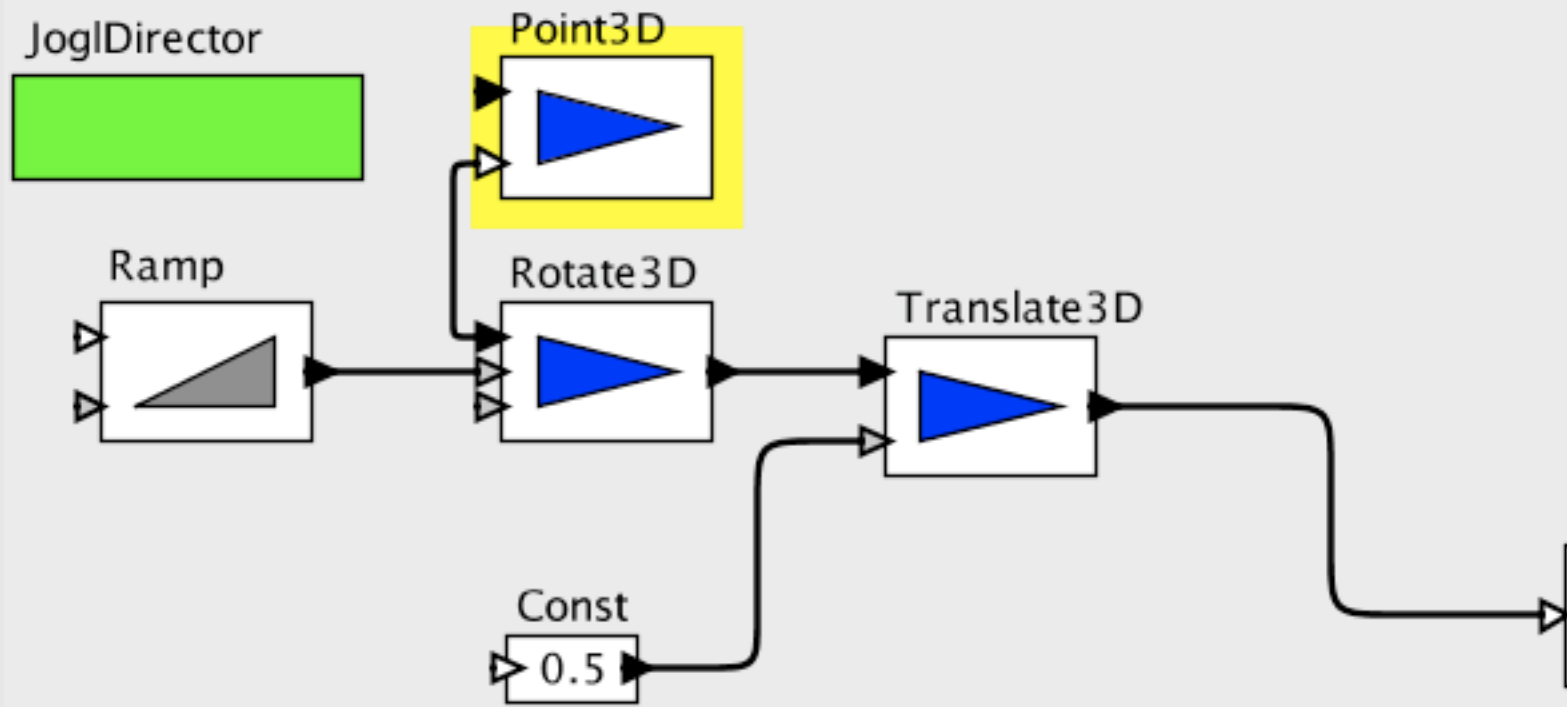 JoglDirector
Point3D
Ramp
Rotate3D
Translate3D
Const
0.5